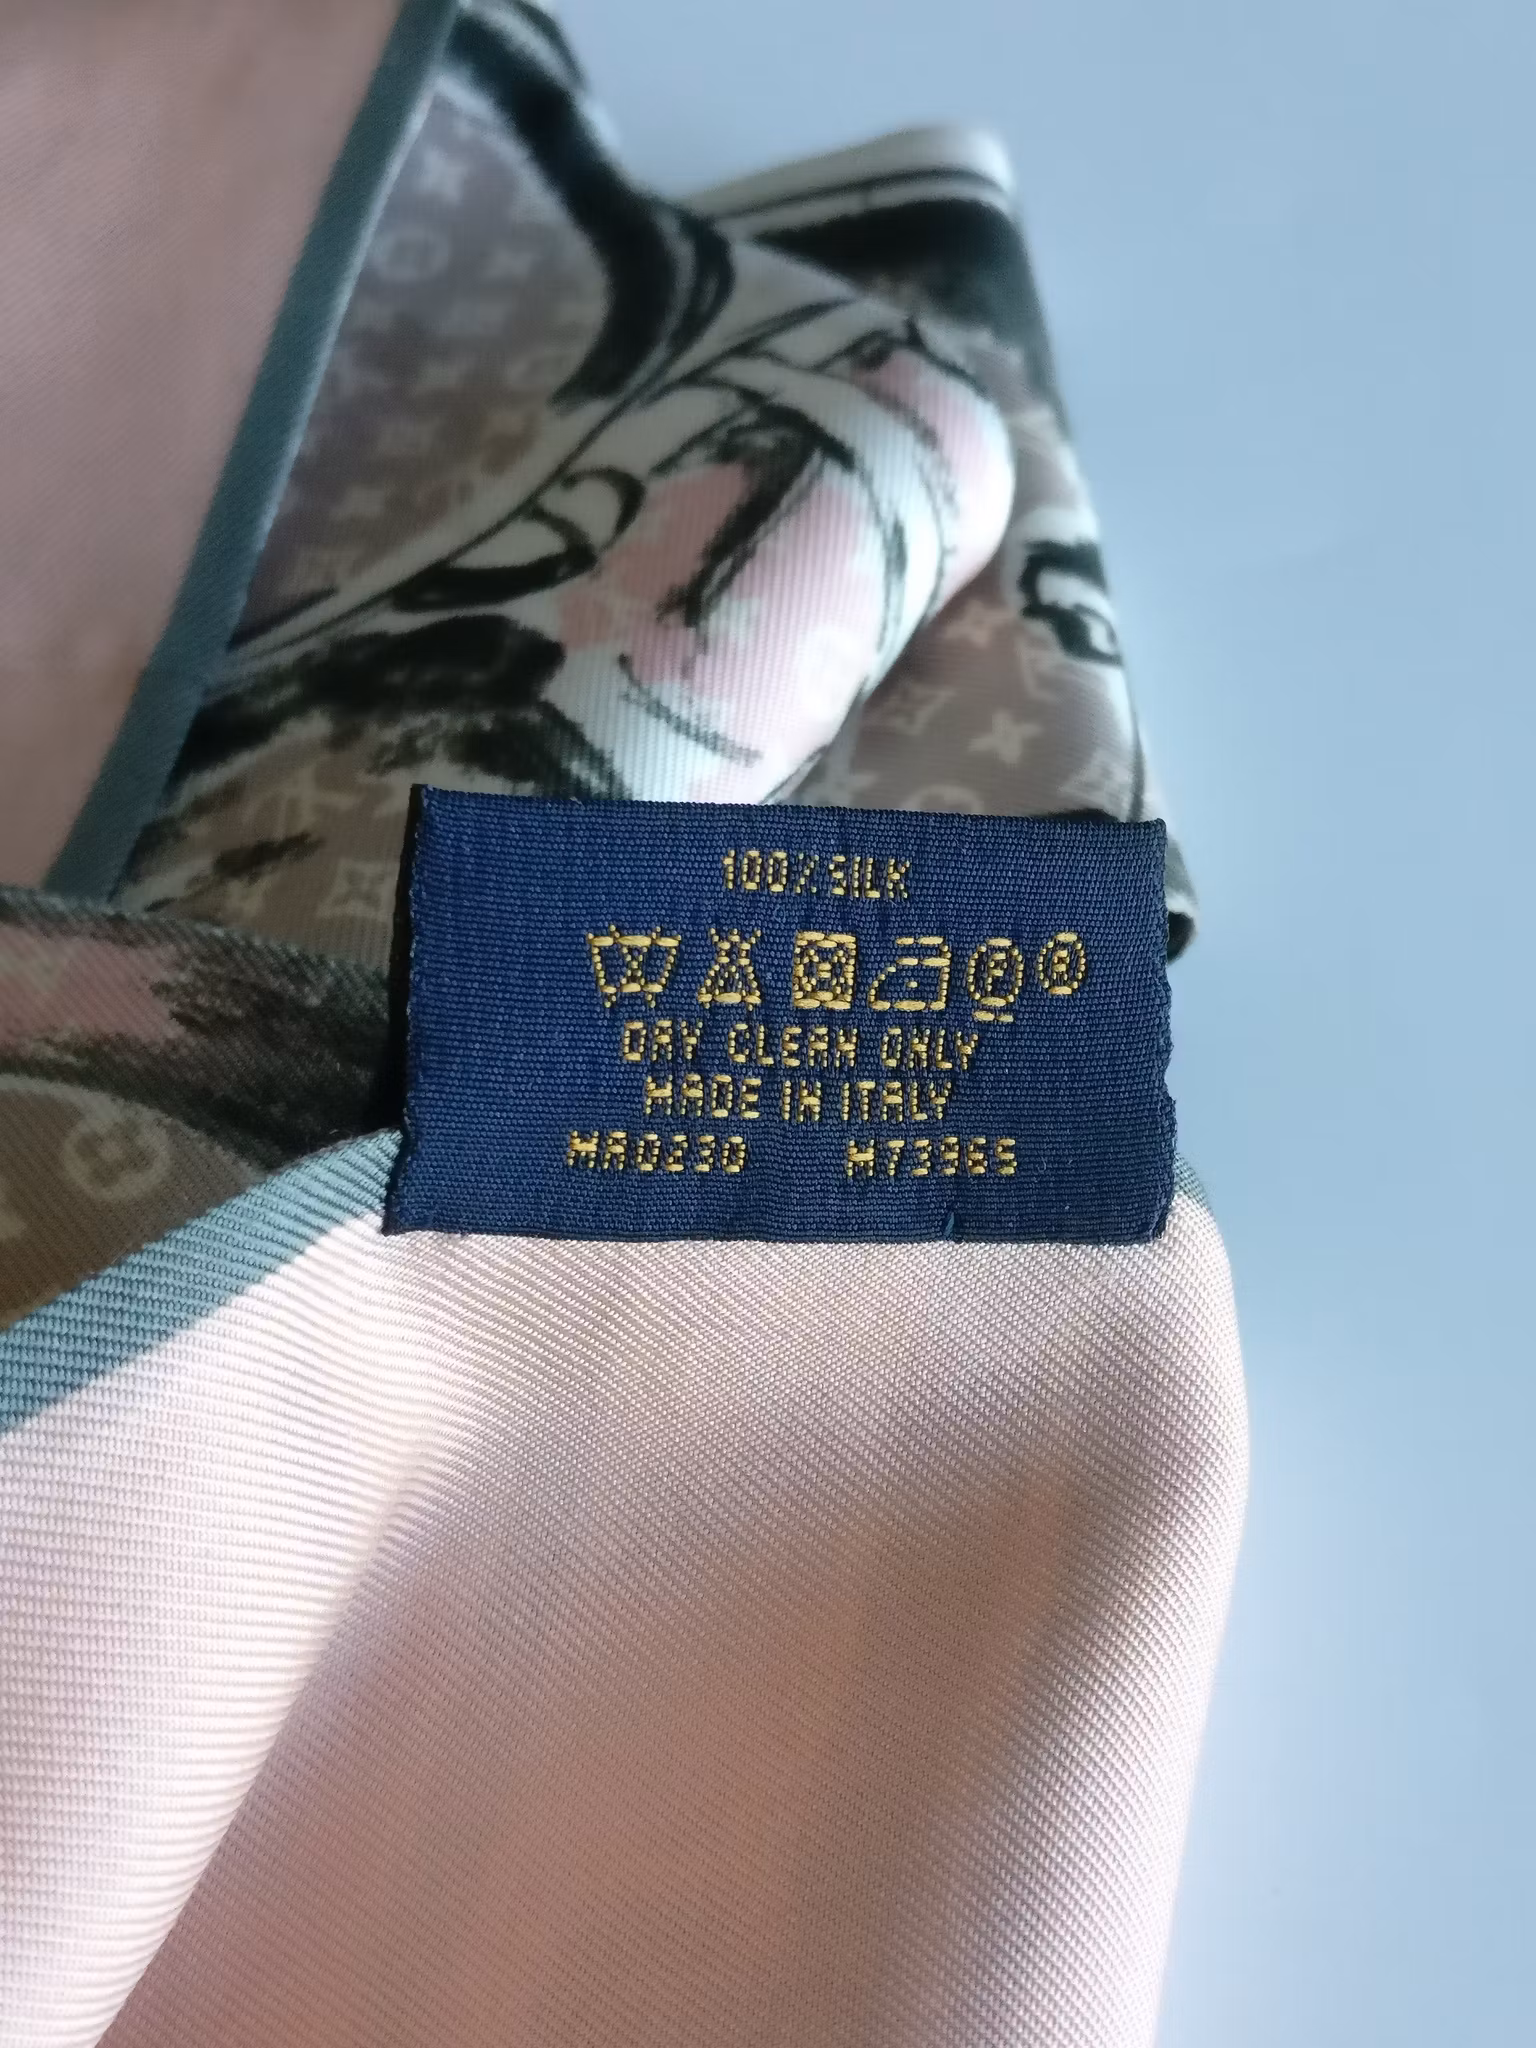 100% SILK
DRY CLEAN ONLY
MADE IN ITALY
MA0230 M73965